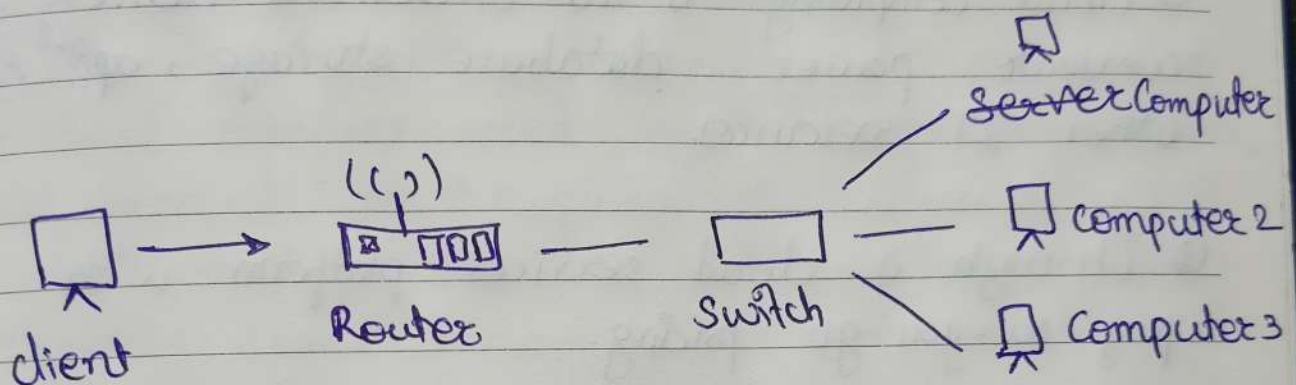 server Computer
computer 2
Switch
Router
Computer 3
client